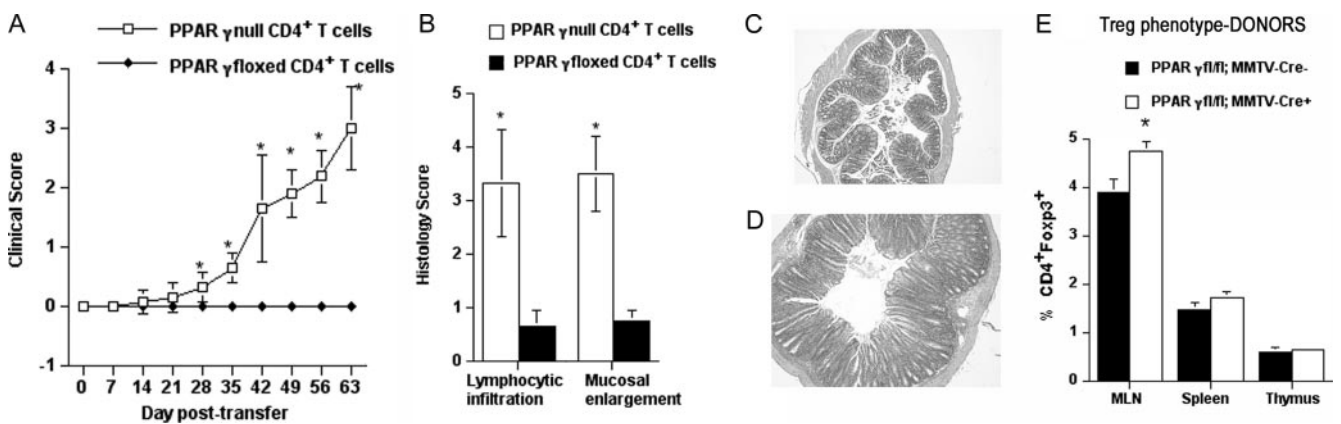 A
PPAR γnull CD4+ T cells
PPAR γfloxed CD4+ T cells
Clinical Score
4
3
2
1
0
-1
0 7 14 21 28 35 42 49 56 63
Day post-transfer
* * * * * *
B
PPAR γnull CD4+ T cells
PPAR γfloxed CD4+ T cells
Histology Score
5
4
3
2
1
0
* *
Lymphocytic infiltration
Mucosal enlargement
C
D
E
Treg phenotype-DONORS
PPAR γfl/fl; MMTV-Cre-
PPAR γfl/fl; MMTV-Cre+
% CD4+Foxp3+
5
4
3
2
1
0
*
MLN Spleen Thymus